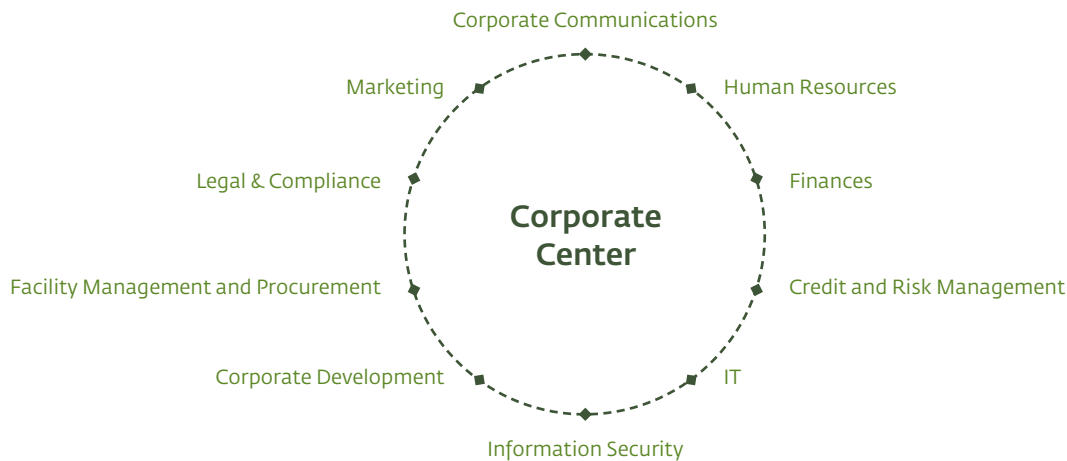 Corporate Communications
Marketing
Human Resources
Legal & Compliance
Finances
Corporate
Center
Facility Management and Procurement
Credit and Risk Management
Corporate Development
IT
Information Security